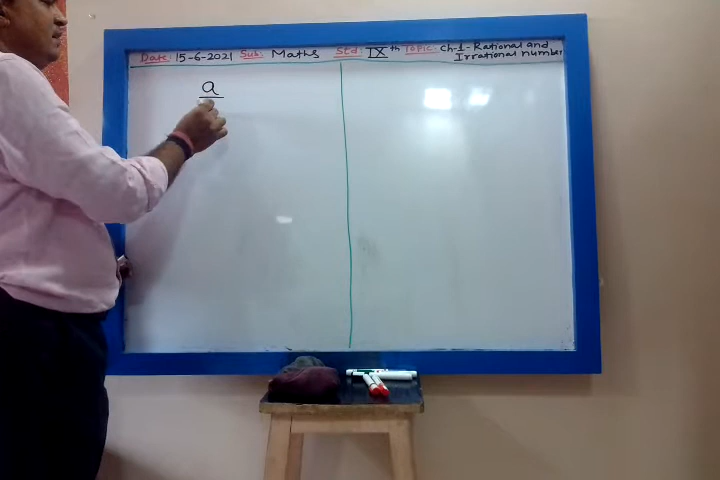 Date: 15-6-2021 Sub: Maths Std: IXth Topic: Ch-1-Rational and
Irrational number
a